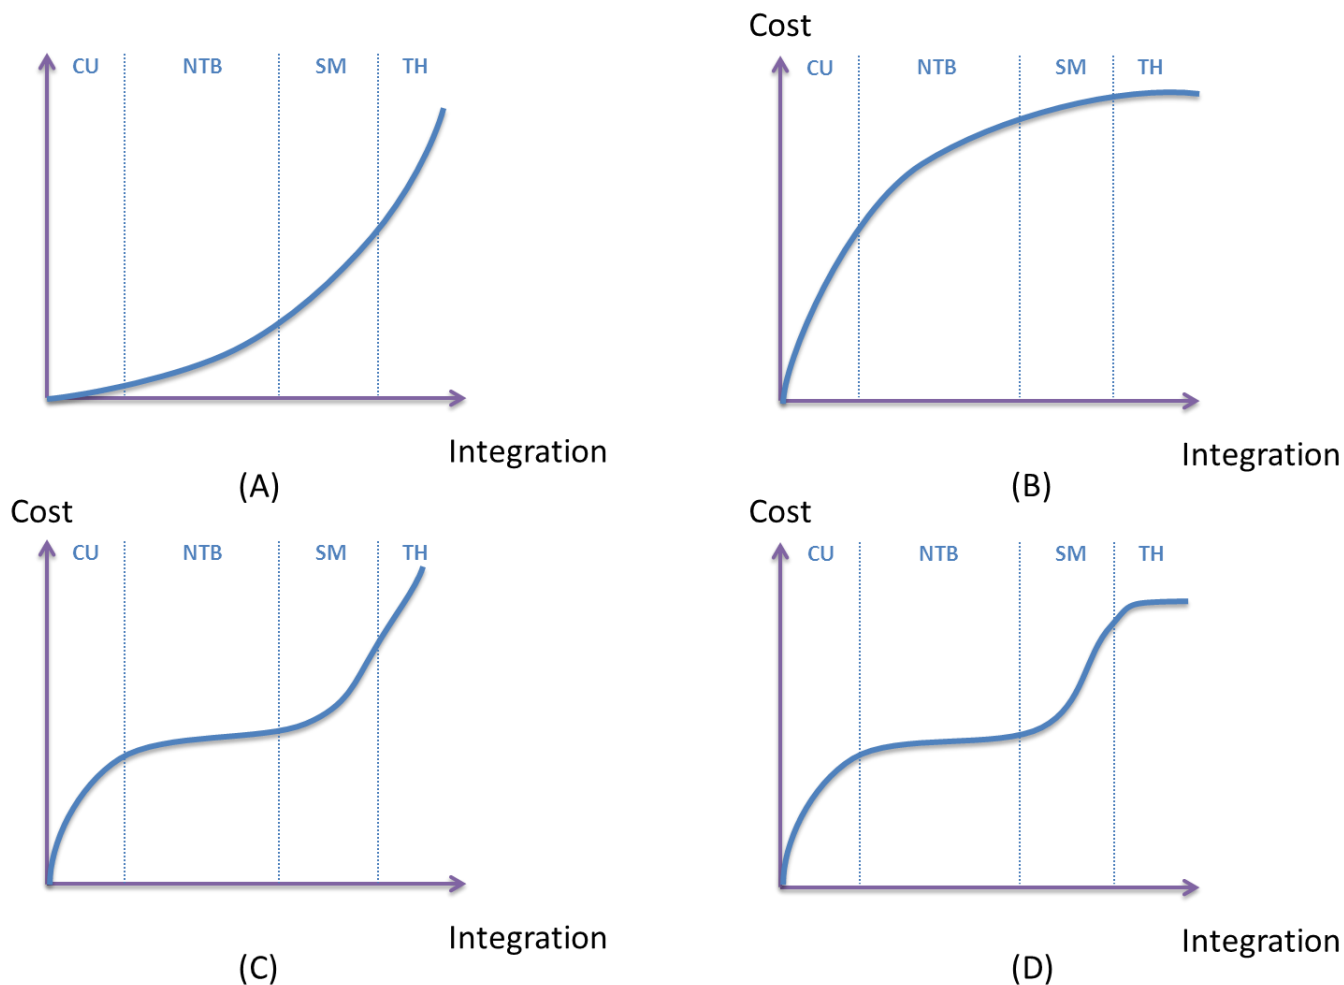 Cost
CU NTB SM TH
CU NTB SM TH
Integration
Integration
(A)
(B)
Cost
Cost
CU NTB SM TH
CU NTB SM TH
Integration
Integration
(C)
(D)